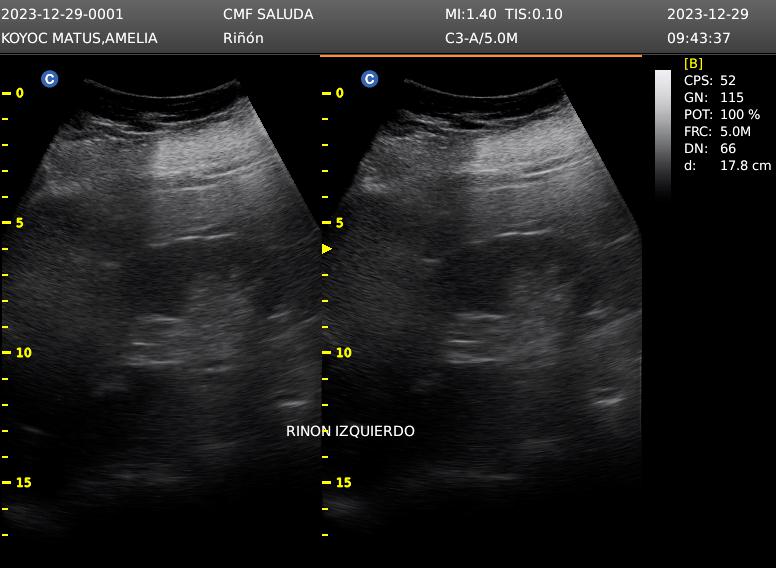 2023-12-29-0001 CMF SALUDA MI:1.40 TIS:0.10 2023-12-29
KOYOC MATUS,AMELIA Riñón C3-A/5.0M 09:43:37
[B]
C C CPS: 52
0 0 GN: 115
POT: 100 %
FRC: 5.0M
DN: 66
d: 17.8 cm
5 5
10 10
RINON IZQUIERDO
15 15